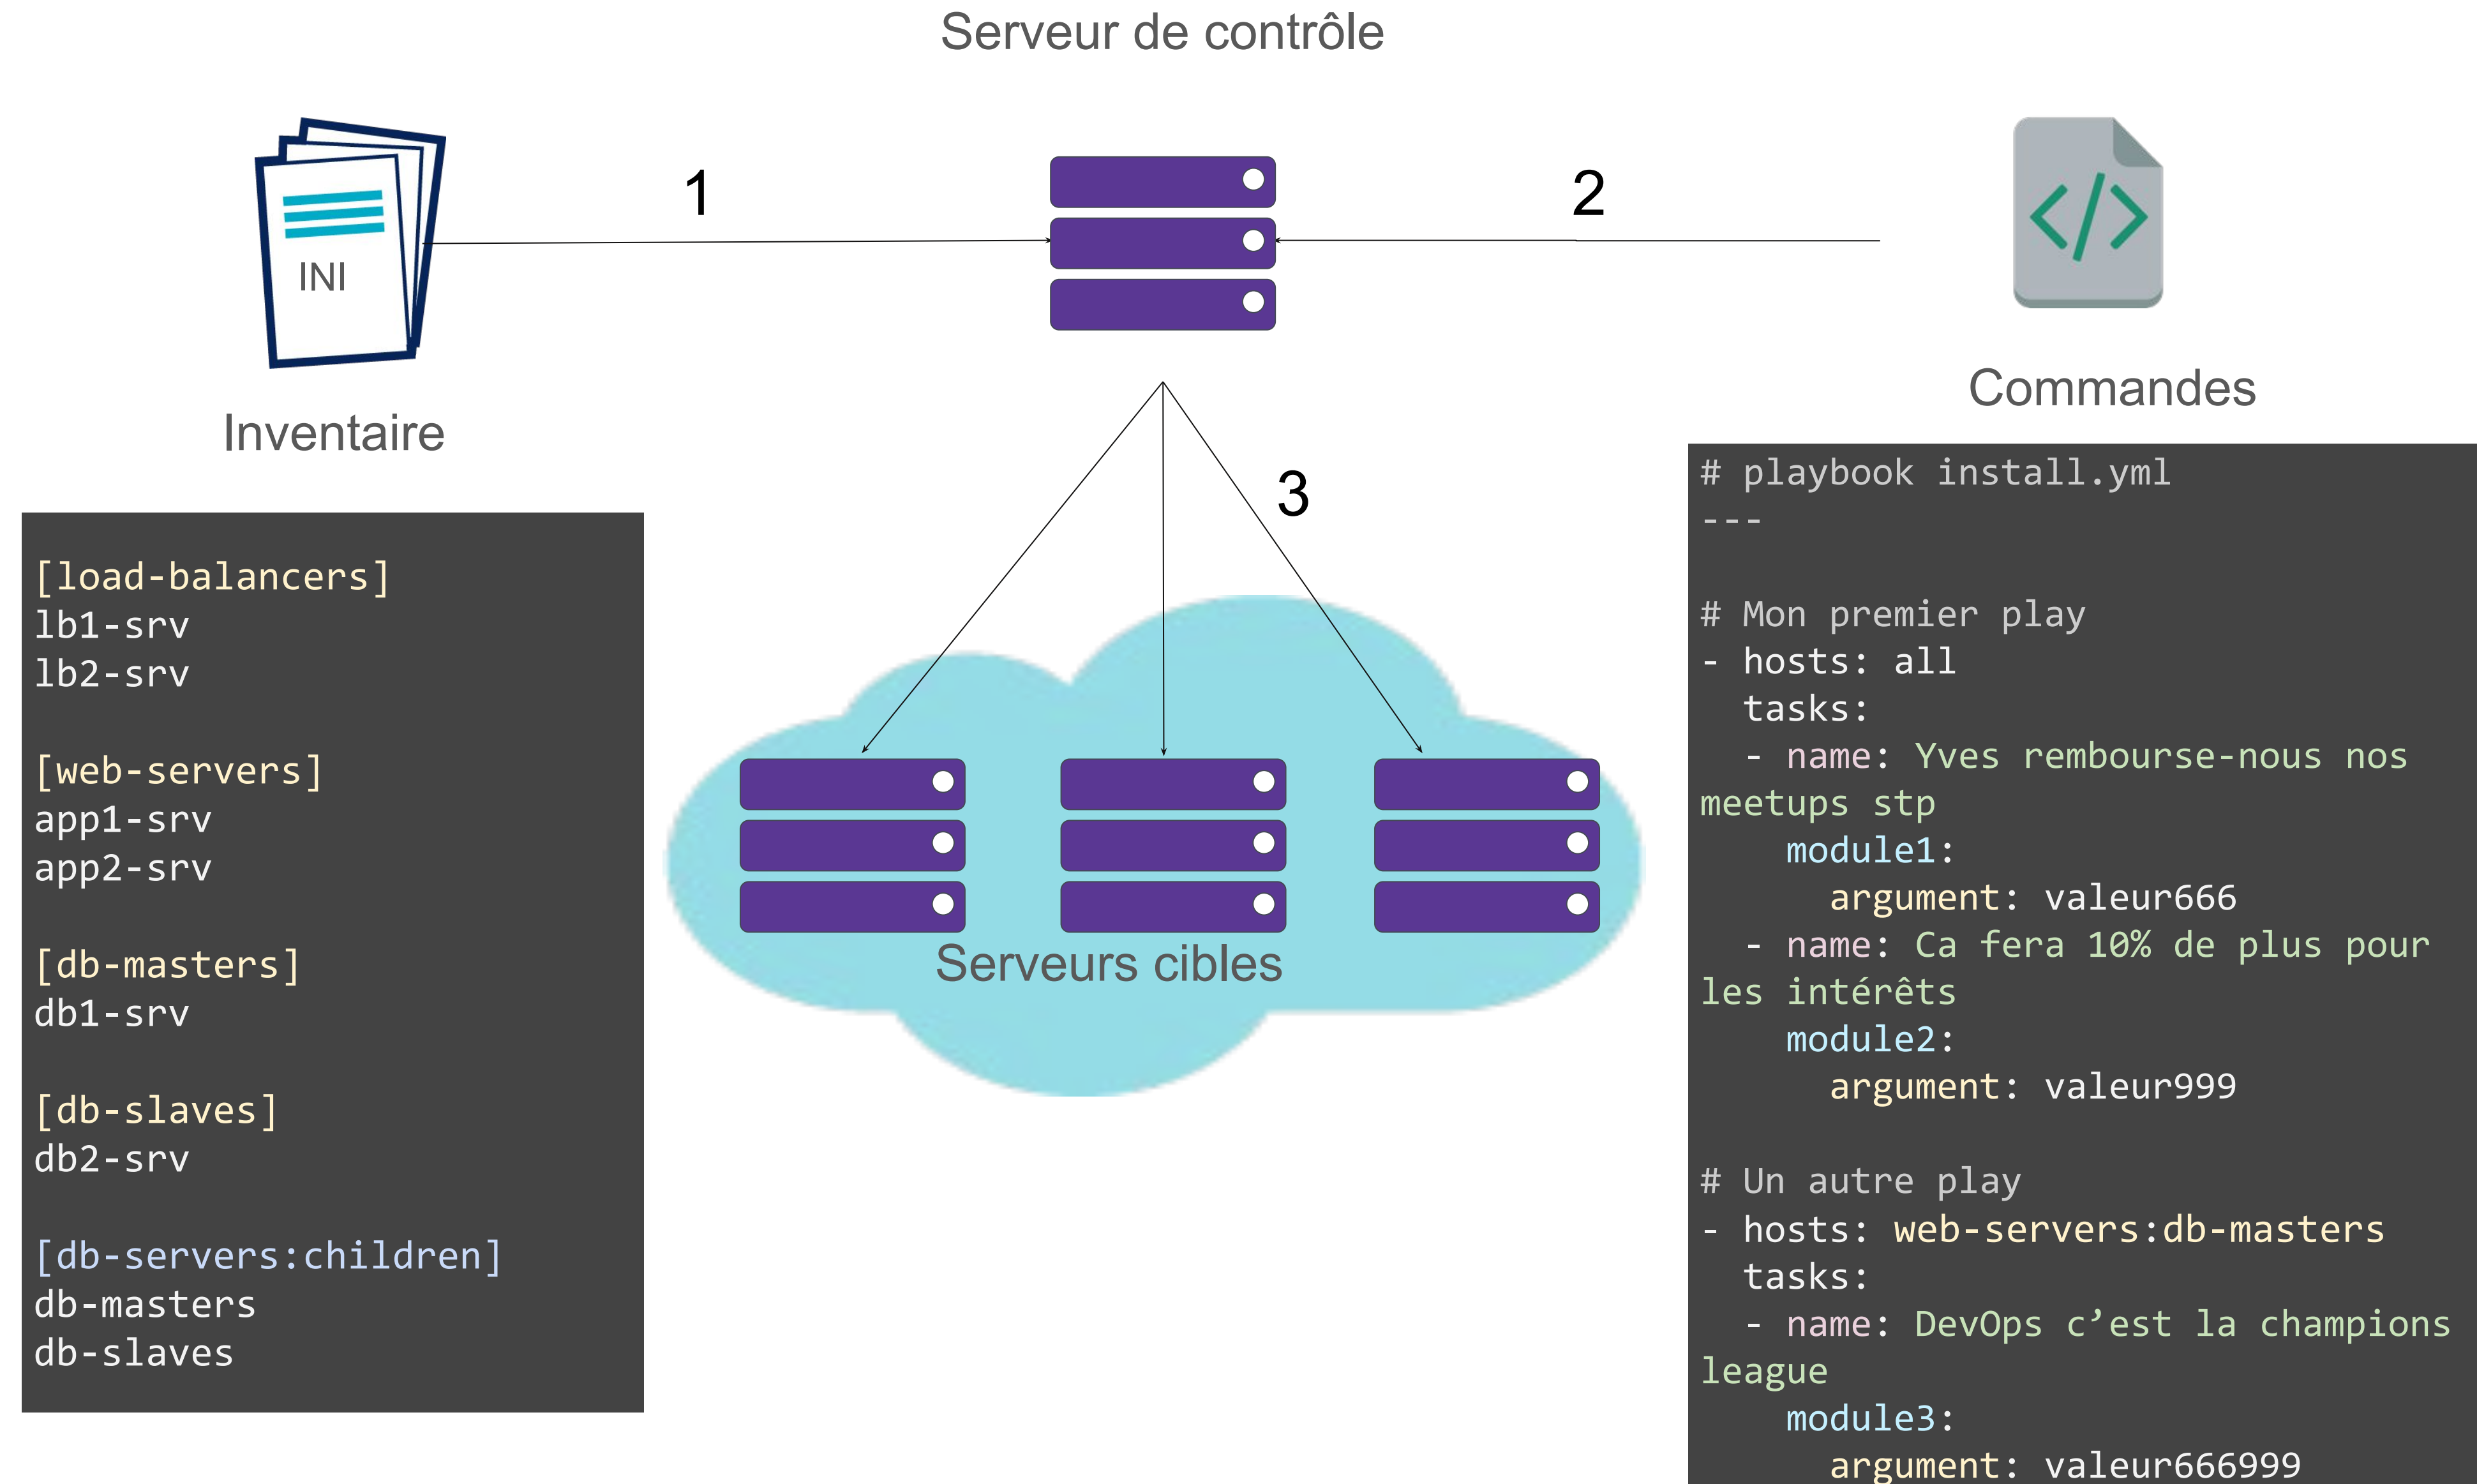 Serveur de contrôle
1
2
INI
Inventaire
Commandes
3
[load-balancers]
lb1-srv
lb2-srv
[web-servers]
app1-srv
app2-srv
[db-masters]
db1-srv
[db-slaves]
db2-srv
[db-servers:children]
db-masters
db-slaves
Serveurs cibles
# playbook install.yml
---
# Mon premier play
- hosts: all
  tasks:
  - name: Yves rembourse-nous nos
meetups stp
    module1:
      argument: valeur666
  - name: Ca fera 10% de plus pour
les intérêts
    module2:
      argument: valeur999
# Un autre play
- hosts: web-servers:db-masters
  tasks:
  - name: DevOps c’est la champions
league
    module3:
      argument: valeur666999